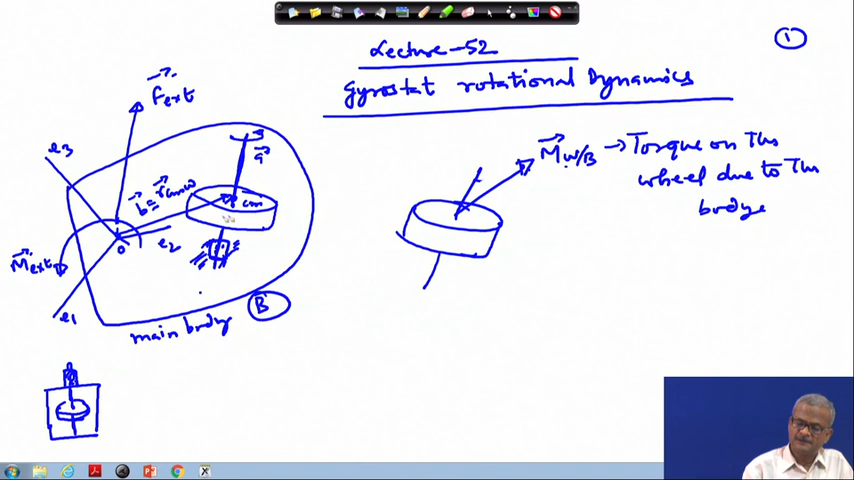 1
Lecture-52
Gyrostat rotational Dynamics
F ext
e3
a
b = r cm,w
cm
o
e2
M ext
e1
main body B
M W/B → Torque on the
wheel due to the
bodye